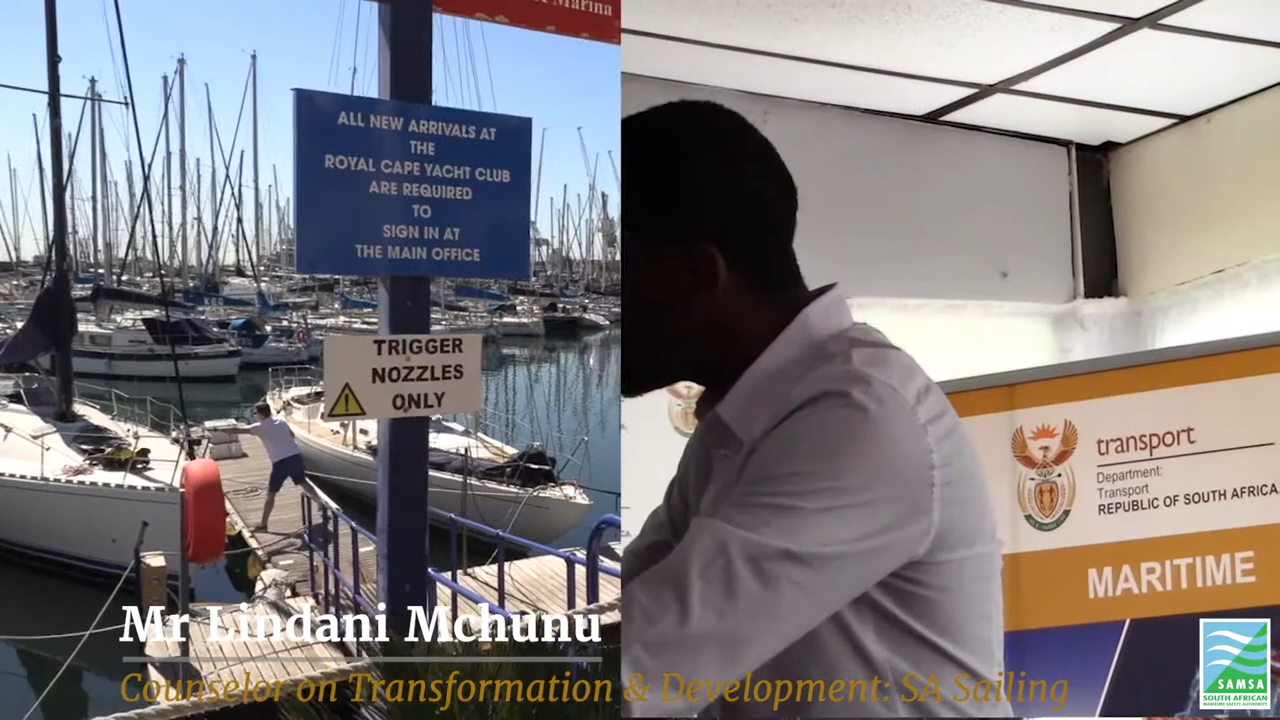 Marina
ALL NEW ARRIVALS AT
THE
ROYAL CAPE YACHT CLUB
ARE REQUIRED
TO
SIGN IN AT
THE MAIN OFFICE
TRIGGER
NOZZLES
ONLY
transport
Department:
Transport
REPUBLIC OF SOUTH AFRICA
MARITIME
Mr Lindani Mchunu
Counselor on Transformation & Development: SA Sailing
SAMSA
SOUTH AFRICAN
MARITIME SAFETY AUTHORITY